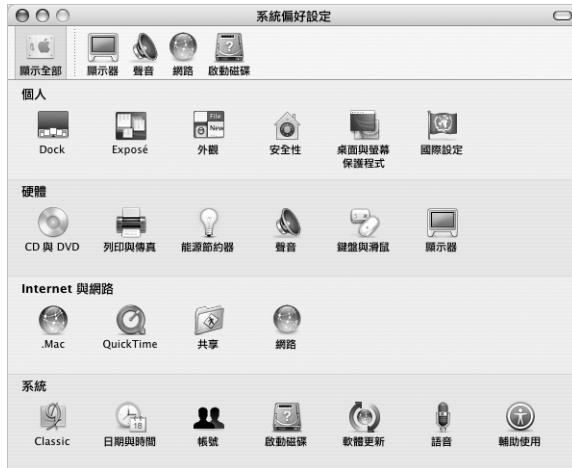 系統偏好設定
顯示全部 顯示器 聲音 網路 啟動磁碟
個人
Dock Exposé 外觀 安全性 桌面與螢幕保護程式 國際設定
硬體
CD 與 DVD 列印與傳真 能源節約器 聲音 鍵盤與滑鼠 顯示器
Internet 與網路
.Mac QuickTime 共享 網路
系統
Classic 日期與時間 帳號 啟動磁碟 軟體更新 語音 輔助使用